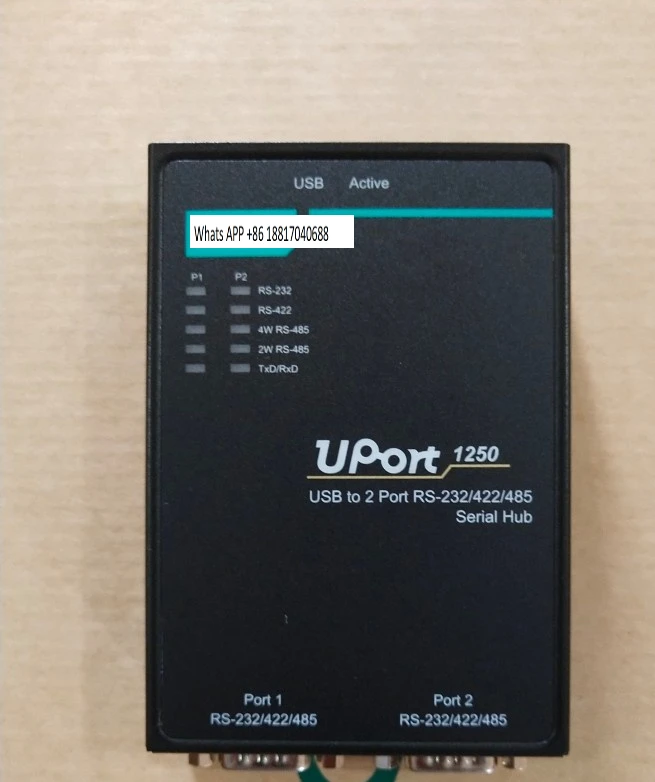 USB Active
Whats APP +86 18817040688
P1 P2
RS-232
RS-422
4W RS-485
2W RS-485
TxD/RxD
UPort 1250
USB to 2 Port RS-232/422/485
Serial Hub
Port 1 Port 2
RS-232/422/485 RS-232/422/485